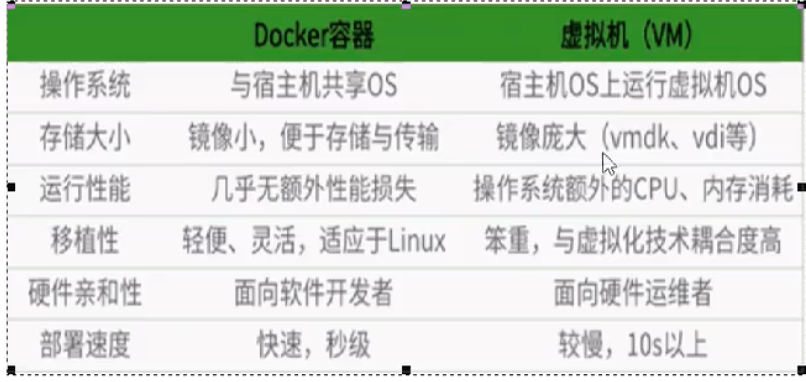 Docker容器 虚拟机（VM）
操作系统 与宿主机共享OS 宿主机OS上运行虚拟机OS
存储大小 镜像小，便于存储与传输 镜像庞大（vmdk、vdi等）
运行性能 几乎无额外性能损失 操作系统额外的CPU、内存消耗
移植性 轻便、灵活，适应于Linux 笨重，与虚拟化技术耦合度高
硬件亲和性 面向软件开发者 面向硬件运维者
部署速度 快速，秒级 较慢，10s以上